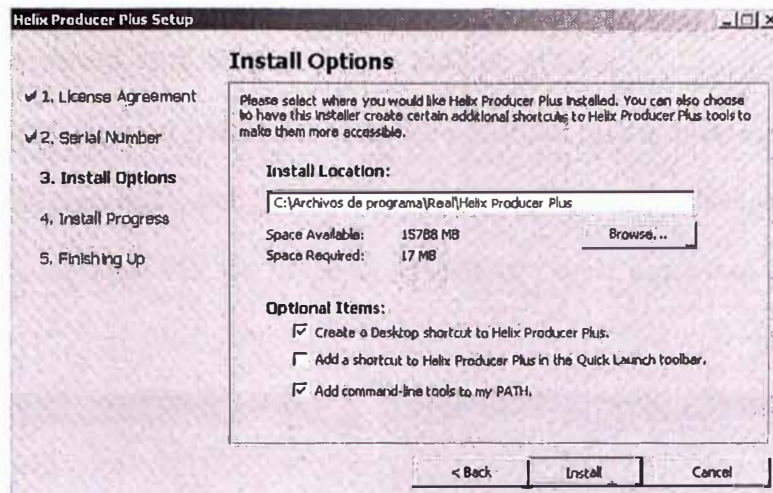 Helix Producer Plus Setup
Install Options
✔ 1. License Agreement
✔ 2. Serial Number
3. Install Options
4. Install Progress
5. Finishing Up
Please select where you would like Helix Producer Plus installed. You can also choose
to have this installer create certain additional shortcuts to Helix Producer Plus tools to
make them more accessible.
Install Location:
C:\Archivos de programa\Real\Helix Producer Plus
Space Available: 15788 MB
Browse...
Space Required: 17 MB
Optional Items:
Create a Desktop shortcut to Helix Producer Plus.
Add a shortcut to Helix Producer Plus in the Quick Launch toolbar.
Add command-line tools to my PATH.
< Back
Install
Cancel